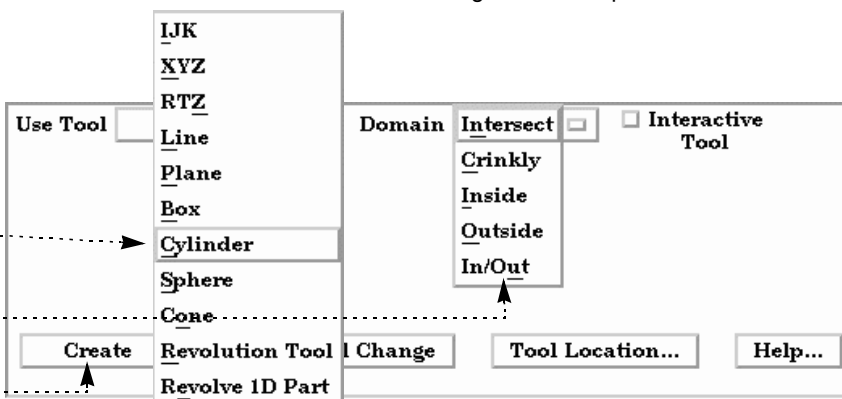 IJK
XYZ
RTZ
Use Tool
Line
Domain
Intersect
Interactive
Tool
Plane
Crinkly
Box
Inside
Cylinder
Outside
Sphere
In/Out
Cone
Create
Revolution Tool
l Change
Tool Location...
Help...
Revolve 1D Part